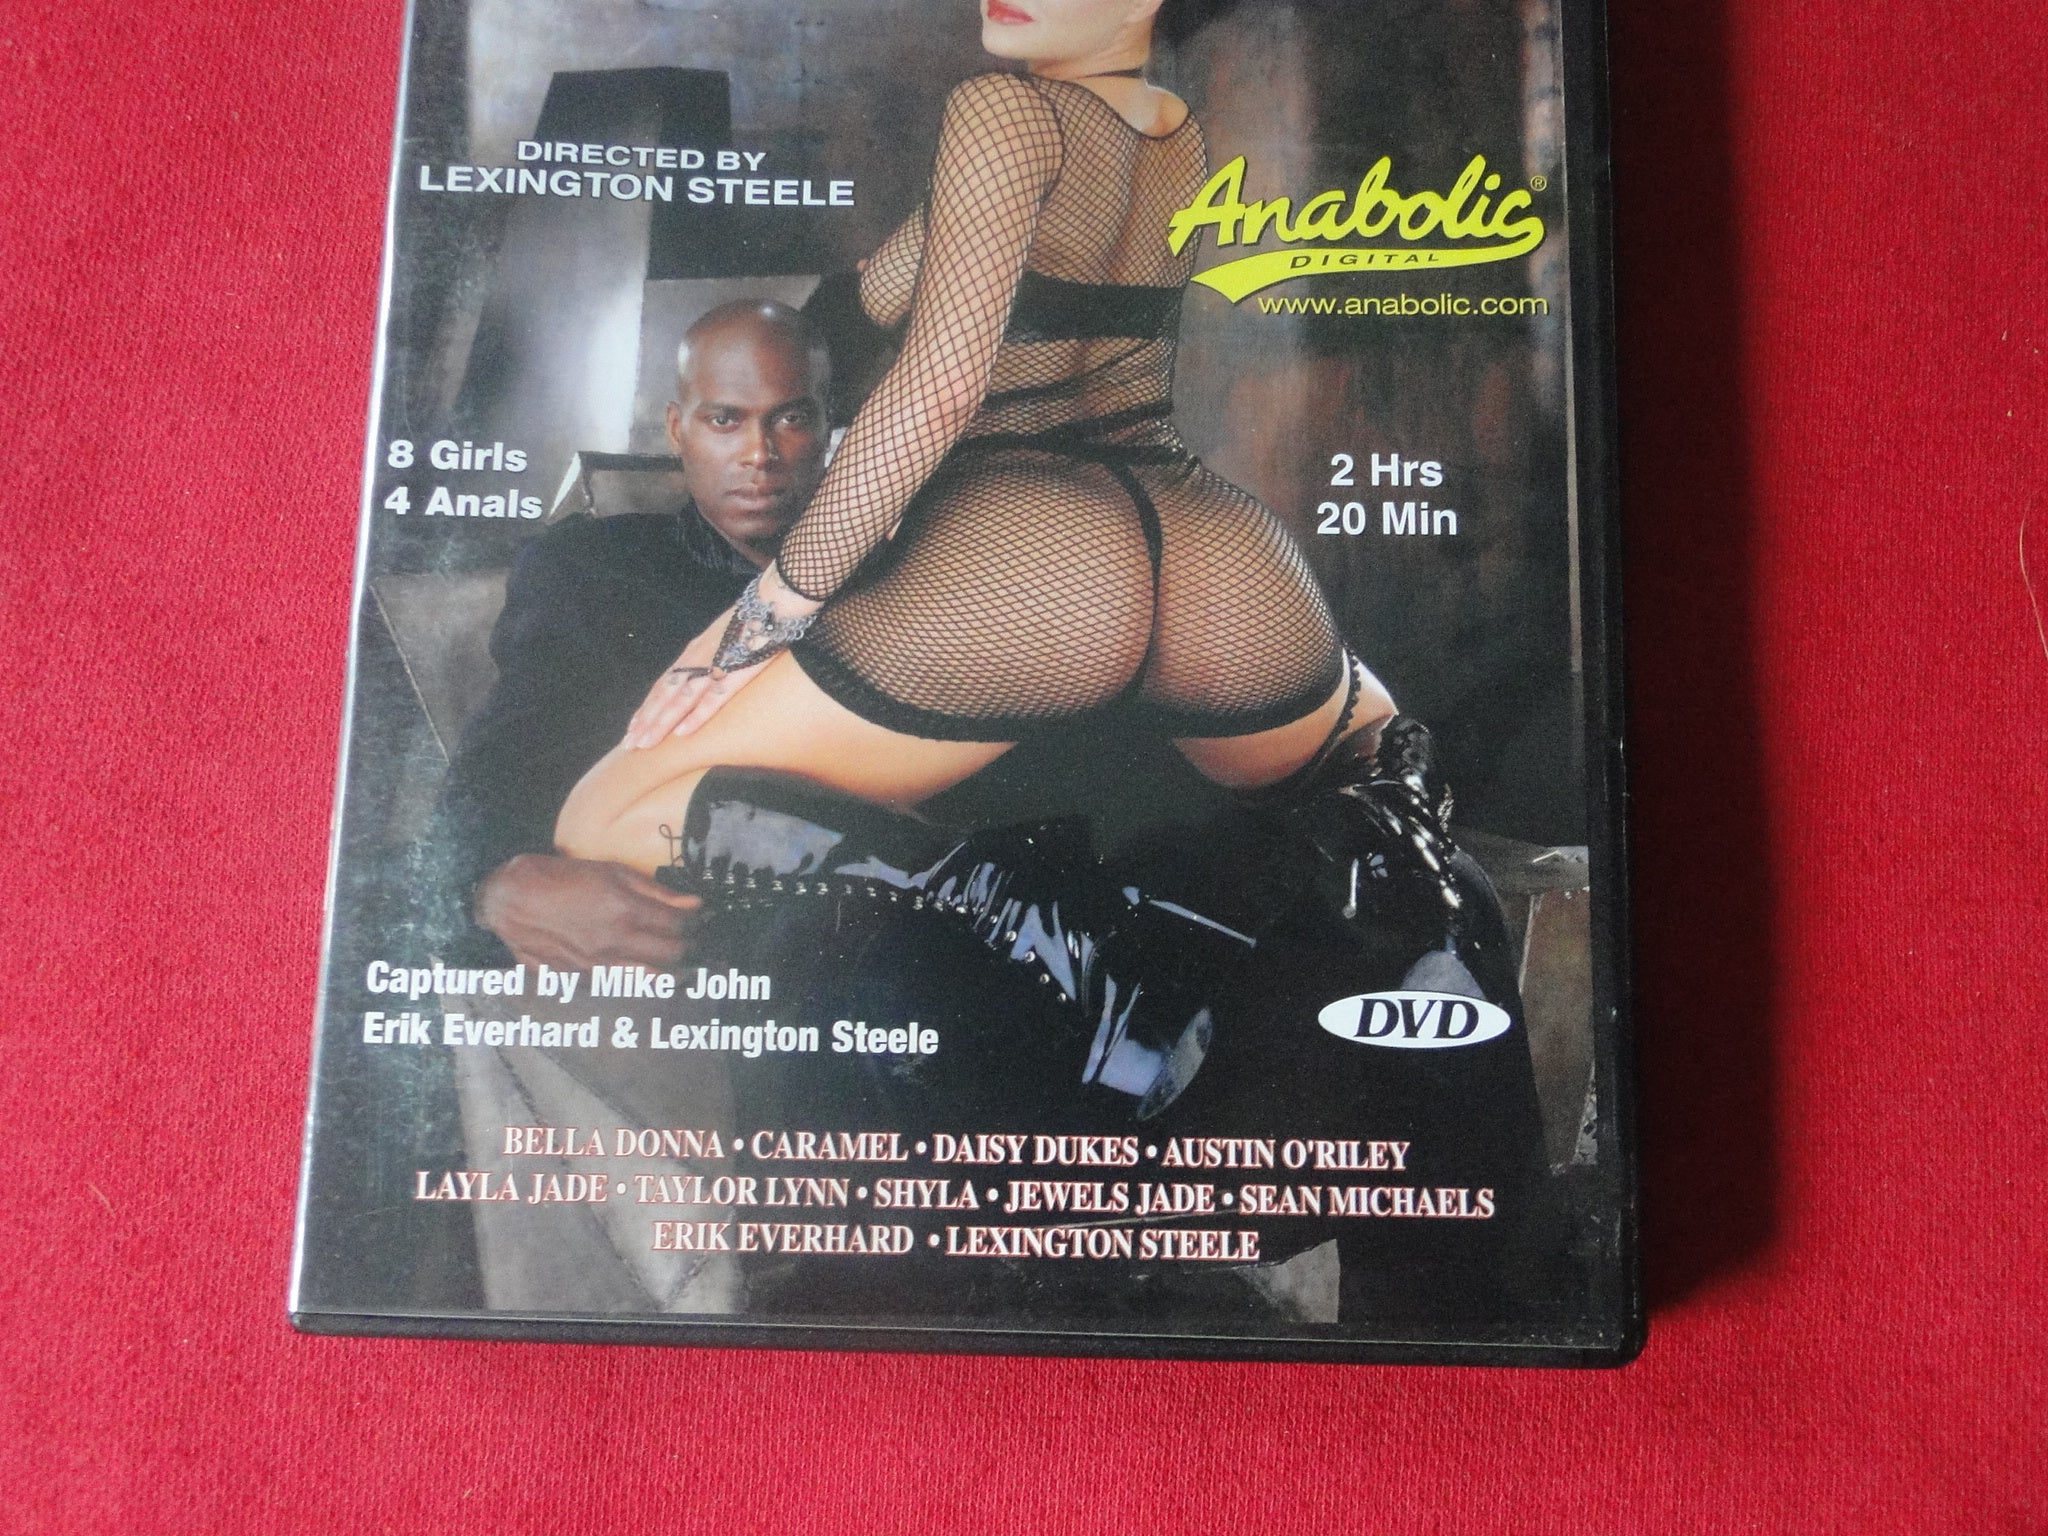 DIRECTED BY
LEXINGTON STEELE
Anabolic®
DIGITAL
www.anabolic.com
8 Girls
4 Anals
2 Hrs
20 Min
Captured by Mike John
Erik Everhard & Lexington Steele
DVD
BELLA DONNA • CARAMEL • DAISY DUKES • AUSTIN O'RILEY
LAYLA JADE • TAYLOR LYNN • SHYLA • JEWELS JADE • SEAN MICHAELS
ERIK EVERHARD • LEXINGTON STEELE